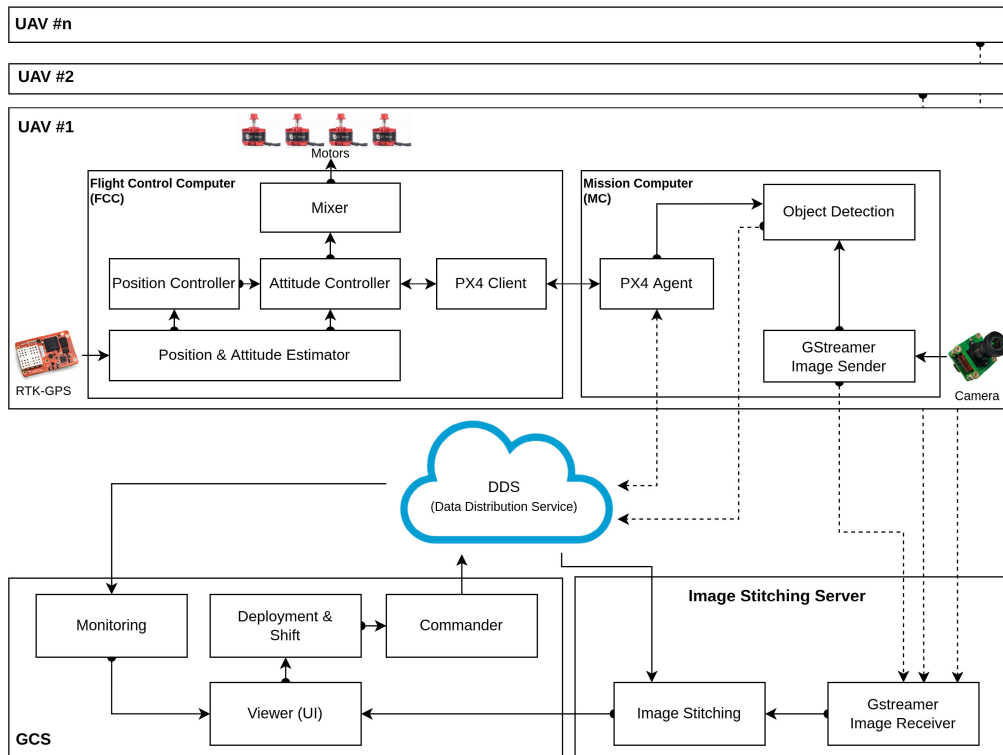 UAV #n
UAV #2
UAV #1
Motors
Flight Control Computer
(FCC)
Mixer
Position Controller
Attitude Controller
PX4 Client
Position & Attitude Estimator
RTK-GPS
Mission Computer
(MC)
Object Detection
PX4 Agent
GStreamer
Image Sender
Camera
DDS
(Data Distribution Service)
Monitoring
Deployment &
Shift
Commander
Viewer (UI)
GCS
Image Stitching Server
Image Stitching
Gstreamer
Image Receiver